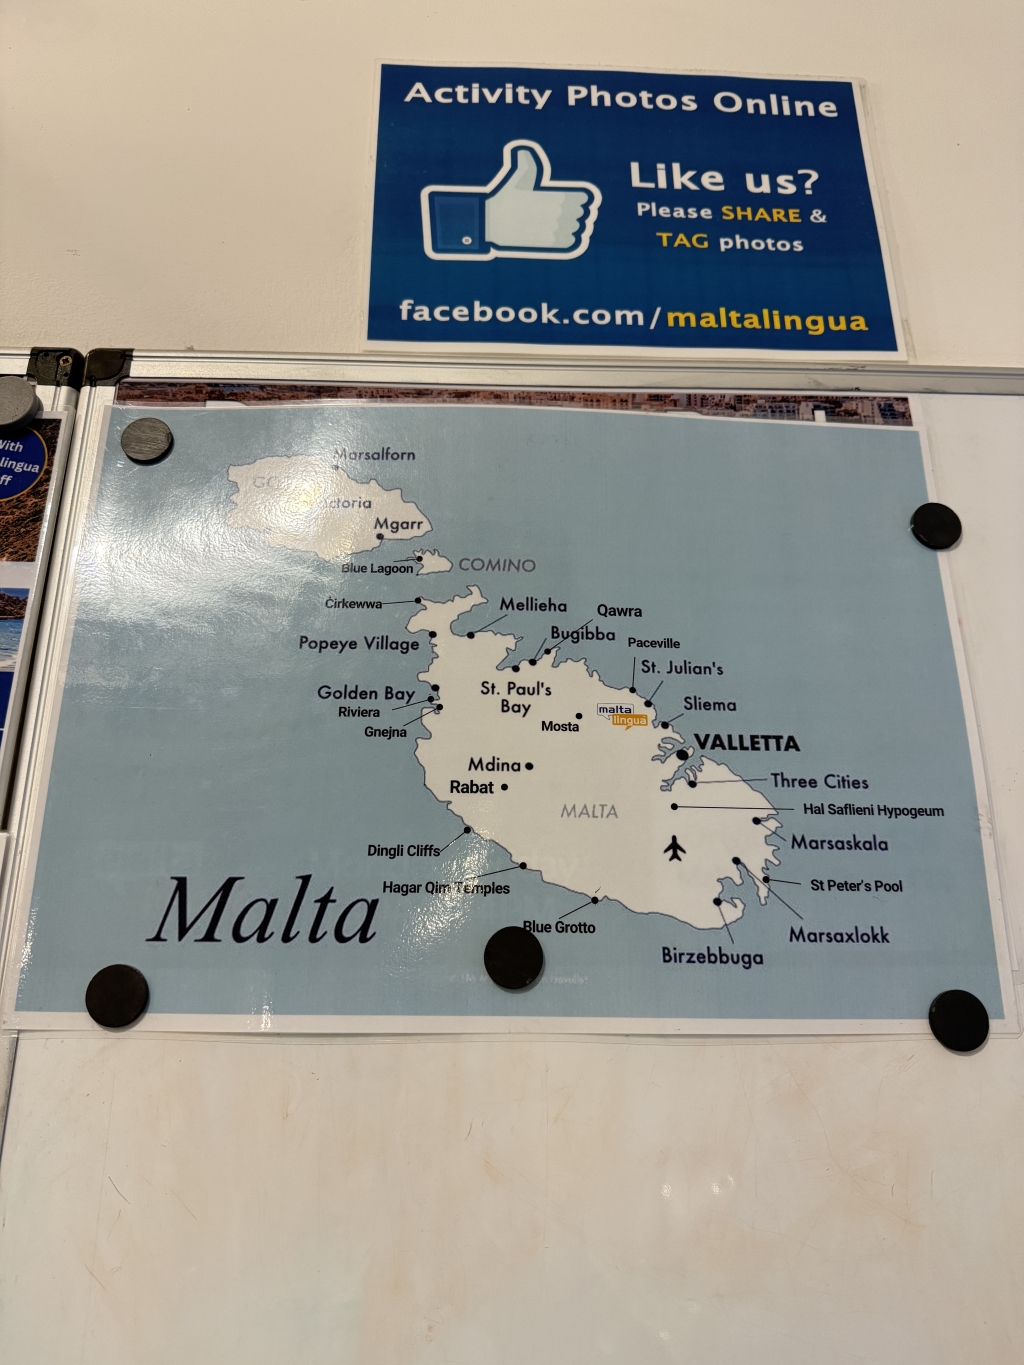 Activity Photos Online
Like us?
Please SHARE &
TAG photos
facebook.com/maltalingua
With
lingua
ff
Marsalforn
Mgarr
Blue Lagoon
COMINO
Ċirkewwa
Mellieha
Qawra
Popeye Village
Bugibba
Paceville
St. Julian's
Golden Bay
St. Paul's
Bay
Riviera
Sliema
Gnejna
Mosta
malta
lingua
VALLETTA
Mdina
Rabat
Three Cities
MALTA
Hal Saflieni Hypogeum
Dingli Cliffs
Marsaskala
Hagar Qim Temples
St Peter's Pool
Malta
Blue Grotto
Marsaxlokk
Birzebbuga